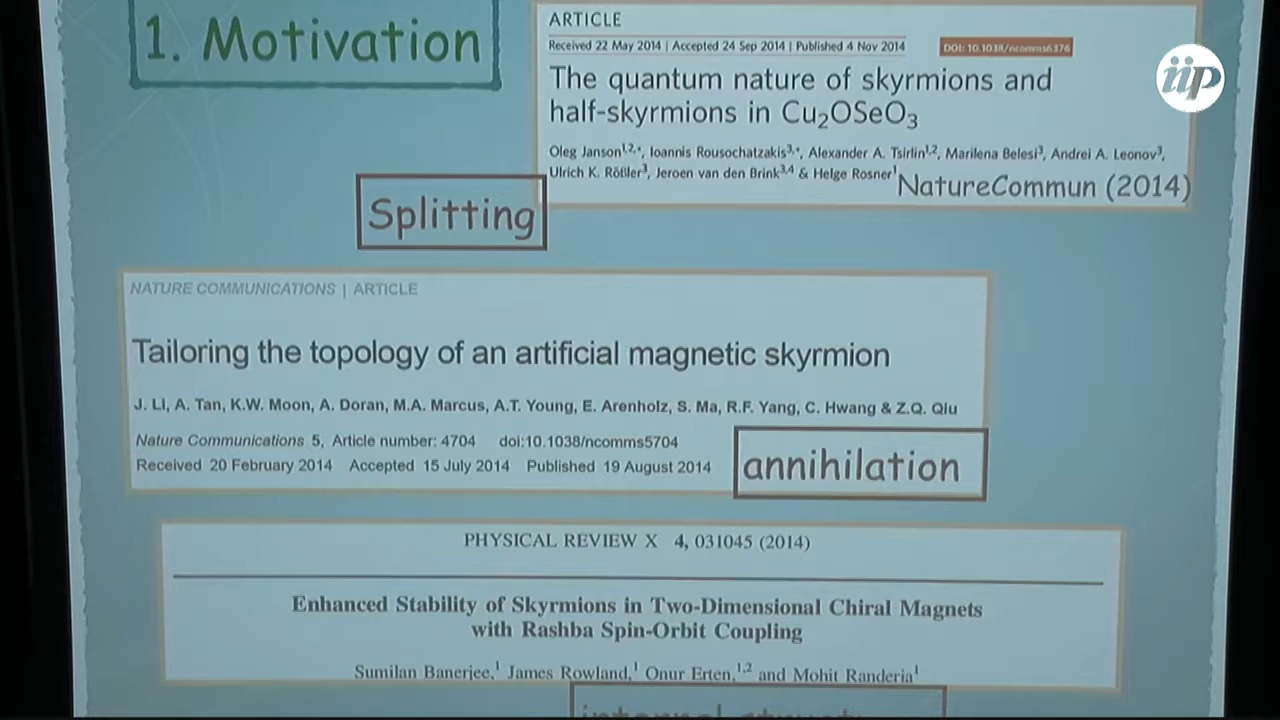 1. Motivation
ARTICLE
Received 22 May 2014 | Accepted 24 Sep 2014 | Published 4 Nov 2014 DOI: 10.1038/ncomms6376
iip
The quantum nature of skyrmions and
half-skyrmions in Cu2OSeO3
Oleg Janson1,2,*, Ioannis Rousochatzakis3,*, Alexander A. Tsirlin1,2, Marilena Belesi3, Andrei A. Leonov3,
Ulrich K. Rößler3, Jeroen van den Brink3,4 & Helge Rosner1
NatureCommun (2014)
Splitting
NATURE COMMUNICATIONS | ARTICLE
Tailoring the topology of an artificial magnetic skyrmion
J. Li, A. Tan, K.W. Moon, A. Doran, M.A. Marcus, A.T. Young, E. Arenholz, S. Ma, R.F. Yang, C. Hwang & Z.Q. Qiu
Nature Communications 5, Article number: 4704 doi:10.1038/ncomms5704
Received 20 February 2014 Accepted 15 July 2014 Published 19 August 2014
annihilation
PHYSICAL REVIEW X 4, 031045 (2014)
Enhanced Stability of Skyrmions in Two-Dimensional Chiral Magnets
with Rashba Spin-Orbit Coupling
Sumilan Banerjee,1 James Rowland,1 Onur Erten,1,2 and Mohit Randeria1